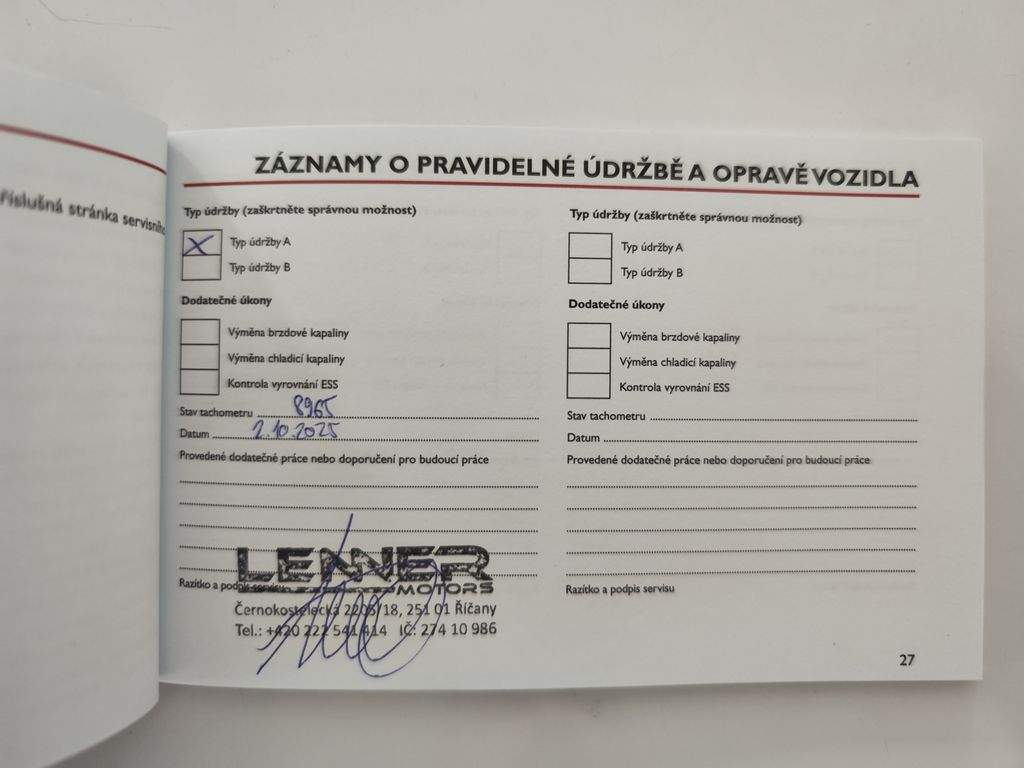 říslušná stránka servisního
ZÁZNAMY O PRAVIDELNÉ ÚDRŽBĚ A OPRAVĚ VOZIDLA
Typ údržby (zaškrtněte správnou možnost)
X Typ údržby A
Typ údržby B
Dodatečné úkony
Výměna brzdové kapaliny
Výměna chladicí kapaliny
Kontrola vyrovnání ESS
Stav tachometru 8965
Datum 2.10.2025
Provedené dodatečné práce nebo doporučení pro budoucí práce
Razítko a podpis servisu
LENNER
MOTORS
Černokostelecká 2205/18, 251 01 Říčany
Tel.: +420 222 541 414 IČ: 274 10 986
Typ údržby (zaškrtněte správnou možnost)
Typ údržby A
Typ údržby B
Dodatečné úkony
Výměna brzdové kapaliny
Výměna chladicí kapaliny
Kontrola vyrovnání ESS
Stav tachometru
Datum
Provedené dodatečné práce nebo doporučení pro budoucí práce
Razítko a podpis servisu
27